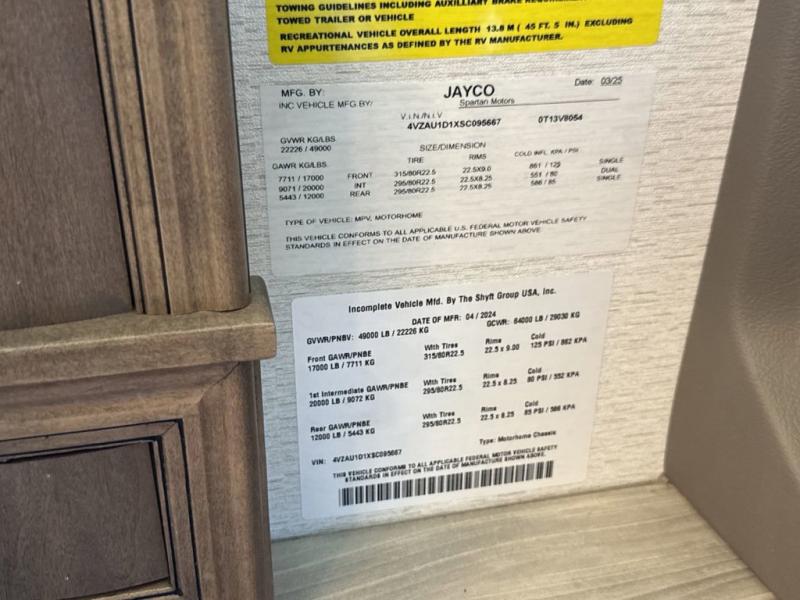 TOWING GUIDELINES INCLUDING AUXILLIARY BRAKE
TOWED TRAILER OR VEHICLE
RECREATIONAL VEHICLE OVERALL LENGTH 13.8 M ( 45 FT. 5 IN.) EXCLUDING
RV APPURTENANCES AS DEFINED BY THE RV MANUFACTURER.
MFG. BY: JAYCO Date: 03/25
INC VEHICLE MFG.BY: Spartan Motors
V.I.N./N.I.V
4VZAU1D1XSC095667 0T13V8054
GVWR KG/LBS SIZE/DIMENSION
22226 / 49000 TIRE RIMS COLD INFL. KPA / PSI
GAWR KG/LBS
7711 / 17000 FRONT 315/80R22.5 22.5X9.0 861 / 125 SINGLE
9071 / 20000 INT 295/80R22.5 22.5X8.25 551 / 80 DUAL
5443 / 12000 REAR 295/80R22.5 22.5X8.25 586 / 85 SINGLE
TYPE OF VEHICLE: MPV, MOTORHOME
THIS VEHICLE CONFORMS TO ALL APPLICABLE U.S. FEDERAL MOTOR VEHICLE SAFETY
STANDARDS IN EFFECT ON THE DATE OF MANUFACTURE SHOWN ABOVE
Incomplete Vehicle Mfd. By The Shyft Group USA, Inc.
DATE OF MFR: 04 / 2024
GVWR/PNBV: 49000 LB / 22226 KG GCWR: 64000 LB / 29030 KG
Front GAWR/PNBE With Tires Rims Cold
17000 LB / 7711 KG 315/80R22.5 22.5 x 9.00 125 PSI / 862 KPA
1st Intermediate GAWR/PNBE With Tires Rims Cold
20000 LB / 9072 KG 295/80R22.5 22.5 x 8.25 80 PSI / 552 KPA
Rear GAWR/PNBE With Tires Rims Cold
12000 LB / 5443 KG 295/80R22.5 22.5 x 8.25 85 PSI / 586 KPA
Type: Motorhome Chassis
VIN: 4VZAU1D1XSC095667
THIS VEHICLE CONFORMS TO ALL APPLICABLE FEDERAL MOTOR VEHICLE SAFETY
STANDARDS IN EFFECT ON THE DATE OF MANUFACTURE SHOWN ABOVE.